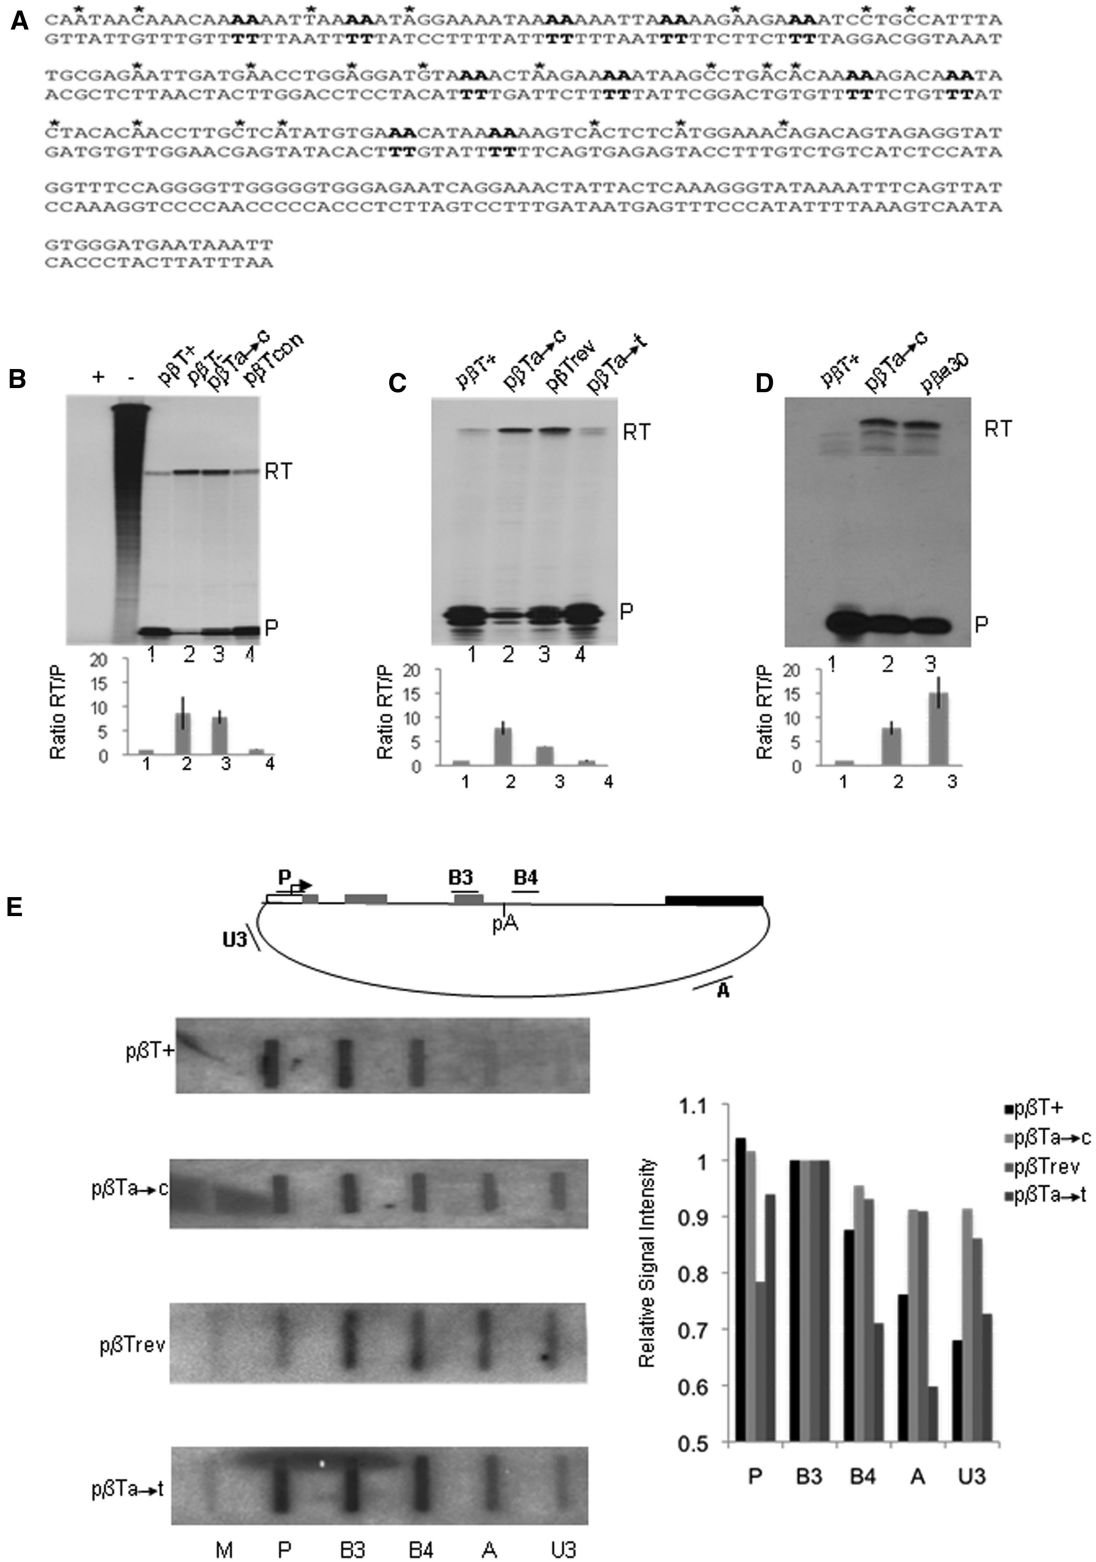 A
CAATAACAAACAAAAAATTAAAAATAGGAAAATAAAAAAATTAAAAAGAAGAAAATCCTGCCATTTA
GTTATTGTTTGTTTTTTAATTTTTATCCTTTTATTTTTTTAATTTTTCTTCTTTTAGGACGGTAAAT
TGCGAGAATTGATGAACCTGGAGGATGTAAAACTAAGAAAAATAAGCCTGACACAAAAAGACAAATA
ACGCTCTTAACTACTTGGACCTCCTACATTTTGATTCTTTTTATTCGGACTGTGTTTTTCTGTTTAT
CTACACAACCTTGCTCATATGTGAAACATAAAAAAGTCACTCTCATGGAAACAGACAGTAGAGGTAT
GATGTGTTGGAACGAGTATACACTTTGTATTTTTTCAGTGAGAGTACCTTTGTCTGTCATCTCCATA
GGTTTCCAGGGGTTGGGGGTGGGAGAATCAGGAAACTATTACTCAAAGGGTATAAAATTTCAGTTAT
CCAAAGGTCCCCAACCCCCACCCTCTTAGTCCTTTGATAATGAGTTTCCCATATTTTAAAGTCAATA
GTGGGATGAATAAATT
CACCCTACTTATTTAA
B
+ - pβT+ pβT- pβTa→c pβTcon
RT
P
1 2 3 4
Ratio RT/P
20
15
10
5
0
1 2 3 4
C
pβT+ pβTa→c pβTrev pβTa→t
RT
P
1 2 3 4
Ratio RT/P
20
15
10
5
0
1 2 3 4
D
pβT+ pβTa→c pβa30
RT
P
1 2 3
Ratio RT/P
20
15
10
5
0
1 2 3
E
P B3 B4
pA
U3
A
pβT+
pβTa→c
pβTrev
pβTa→t
M P B3 B4 A U3
Relative Signal Intensity
1.1
1
0.9
0.8
0.7
0.6
0.5
P B3 B4 A U3
pβT+
pβTa→c
pβTrev
pβTa→t